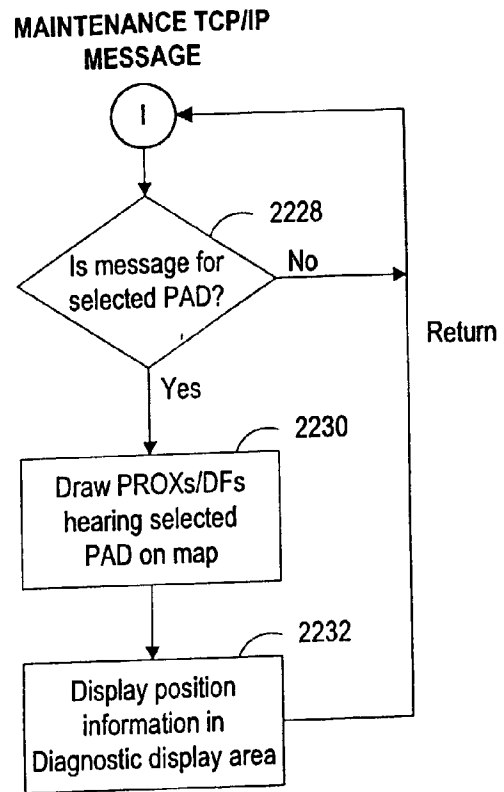 MAINTENANCE TCP/IP
MESSAGE
I
2228
Is message for
selected PAD?
No
Return
Yes
2230
Draw PROXs/DFs
hearing selected
PAD on map
2232
Display position
information in
Diagnostic display area